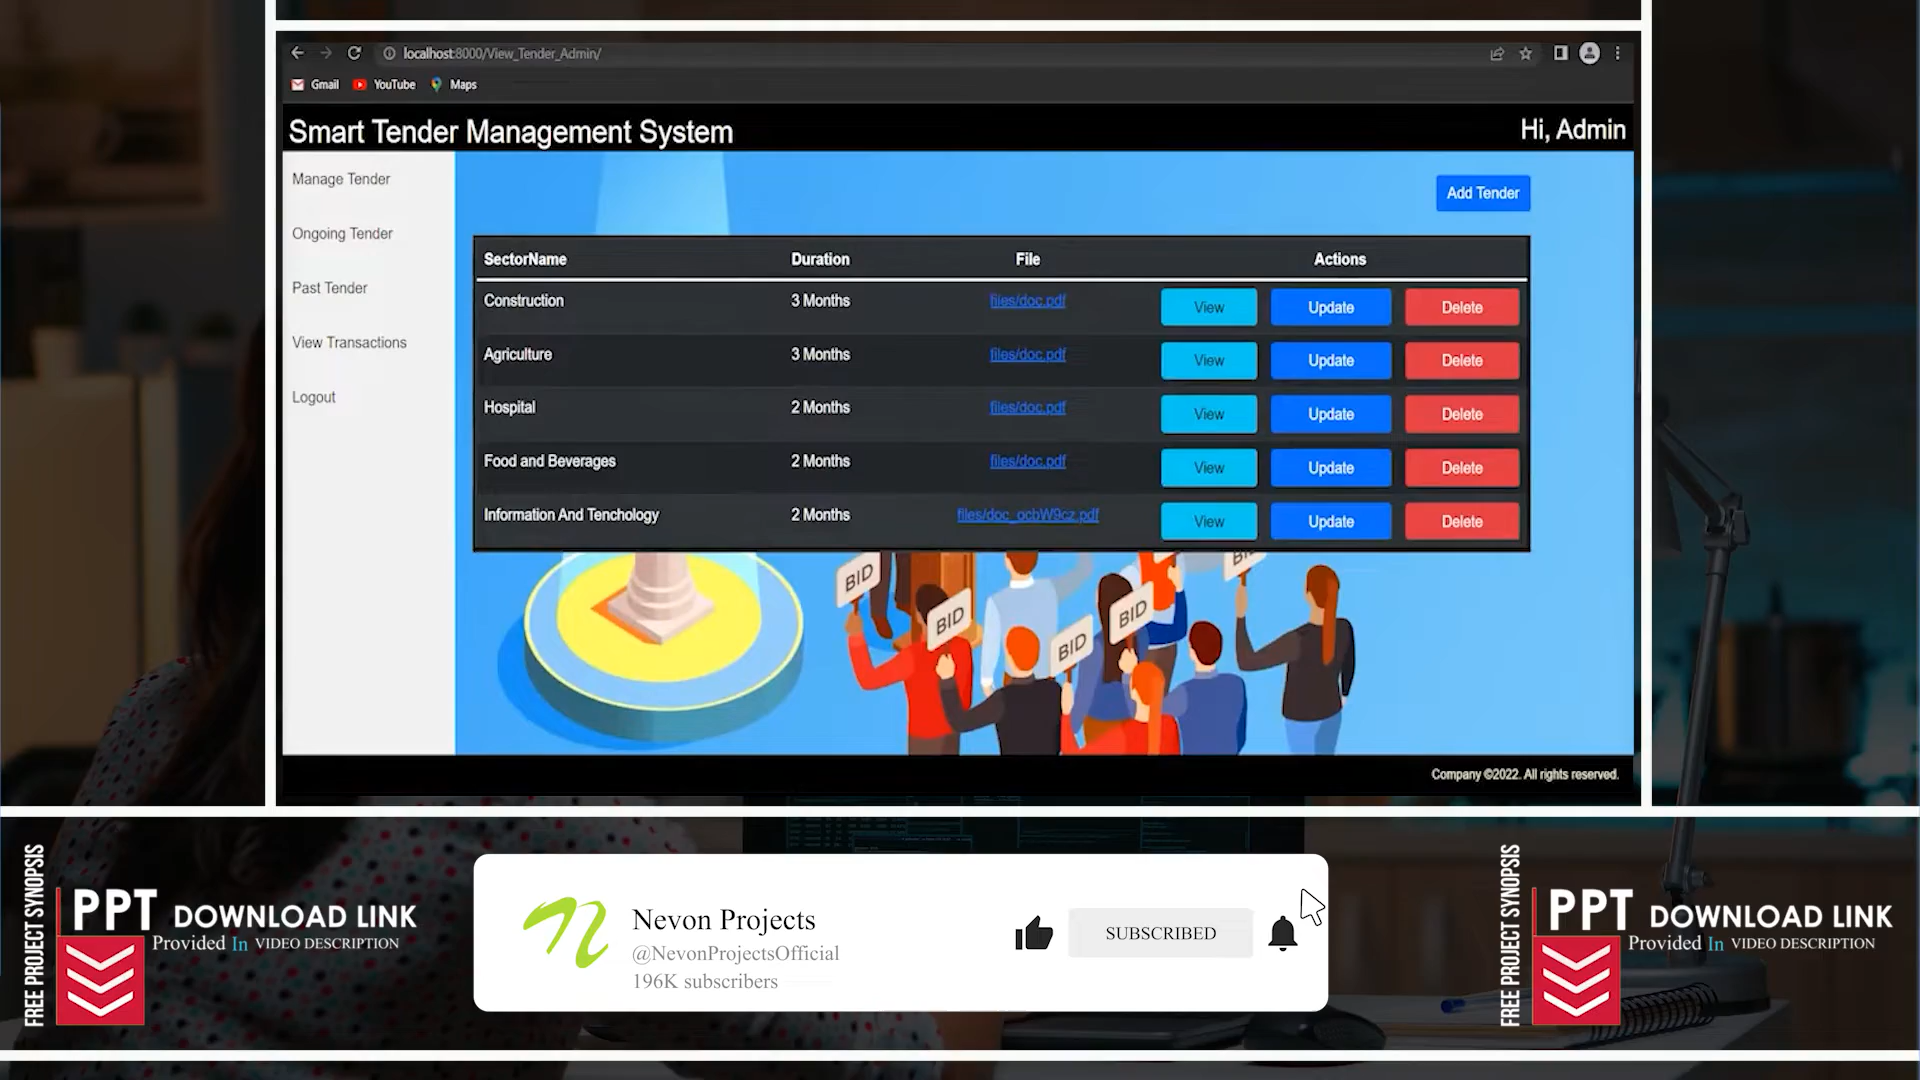 localhost:8000/View_Tender_Admin/
Gmail YouTube Maps
Smart Tender Management System
Hi, Admin
Manage Tender
Ongoing Tender
Past Tender
View Transactions
Logout
Add Tender
SectorName Duration File Actions
Construction 3 Months files/doc.pdf View Update Delete
Agriculture 3 Months files/doc.pdf View Update Delete
Hospital 2 Months files/doc.pdf View Update Delete
Food and Beverages 2 Months files/doc.pdf View Update Delete
Information And Tenchology 2 Months files/doc_ocbW9cz.pdf View Update Delete
BID
BID
BID
BID
Company ©2022. All rights reserved.
FREE PROJECT SYNOPSIS
PPT DOWNLOAD LINK
Provided In VIDEO DESCRIPTION
Nevon Projects
@NevonProjectsOfficial
196K subscribers
SUBSCRIBED
FREE PROJECT SYNOPSIS
PPT DOWNLOAD LINK
Provided In VIDEO DESCRIPTION